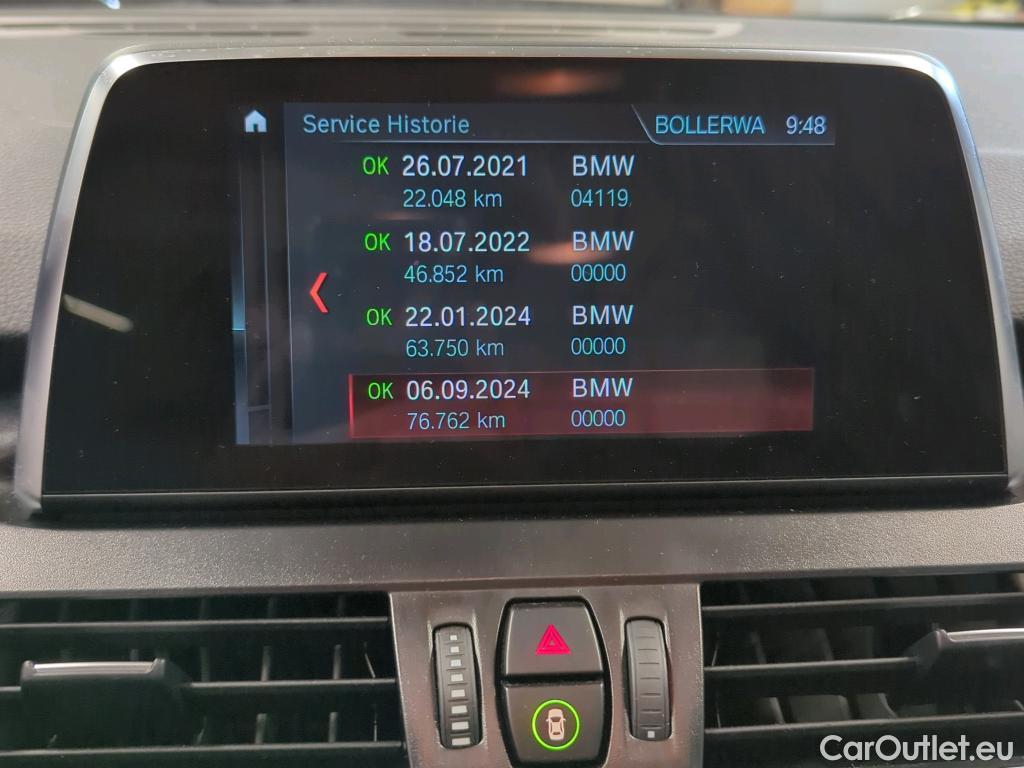 Service Historie BOLLERWA 9:48
OK 26.07.2021 BMW
22.048 km 04119
OK 18.07.2022 BMW
46.852 km 00000
OK 22.01.2024 BMW
63.750 km 00000
OK 06.09.2024 BMW
76.762 km 00000
CarOutlet.eu